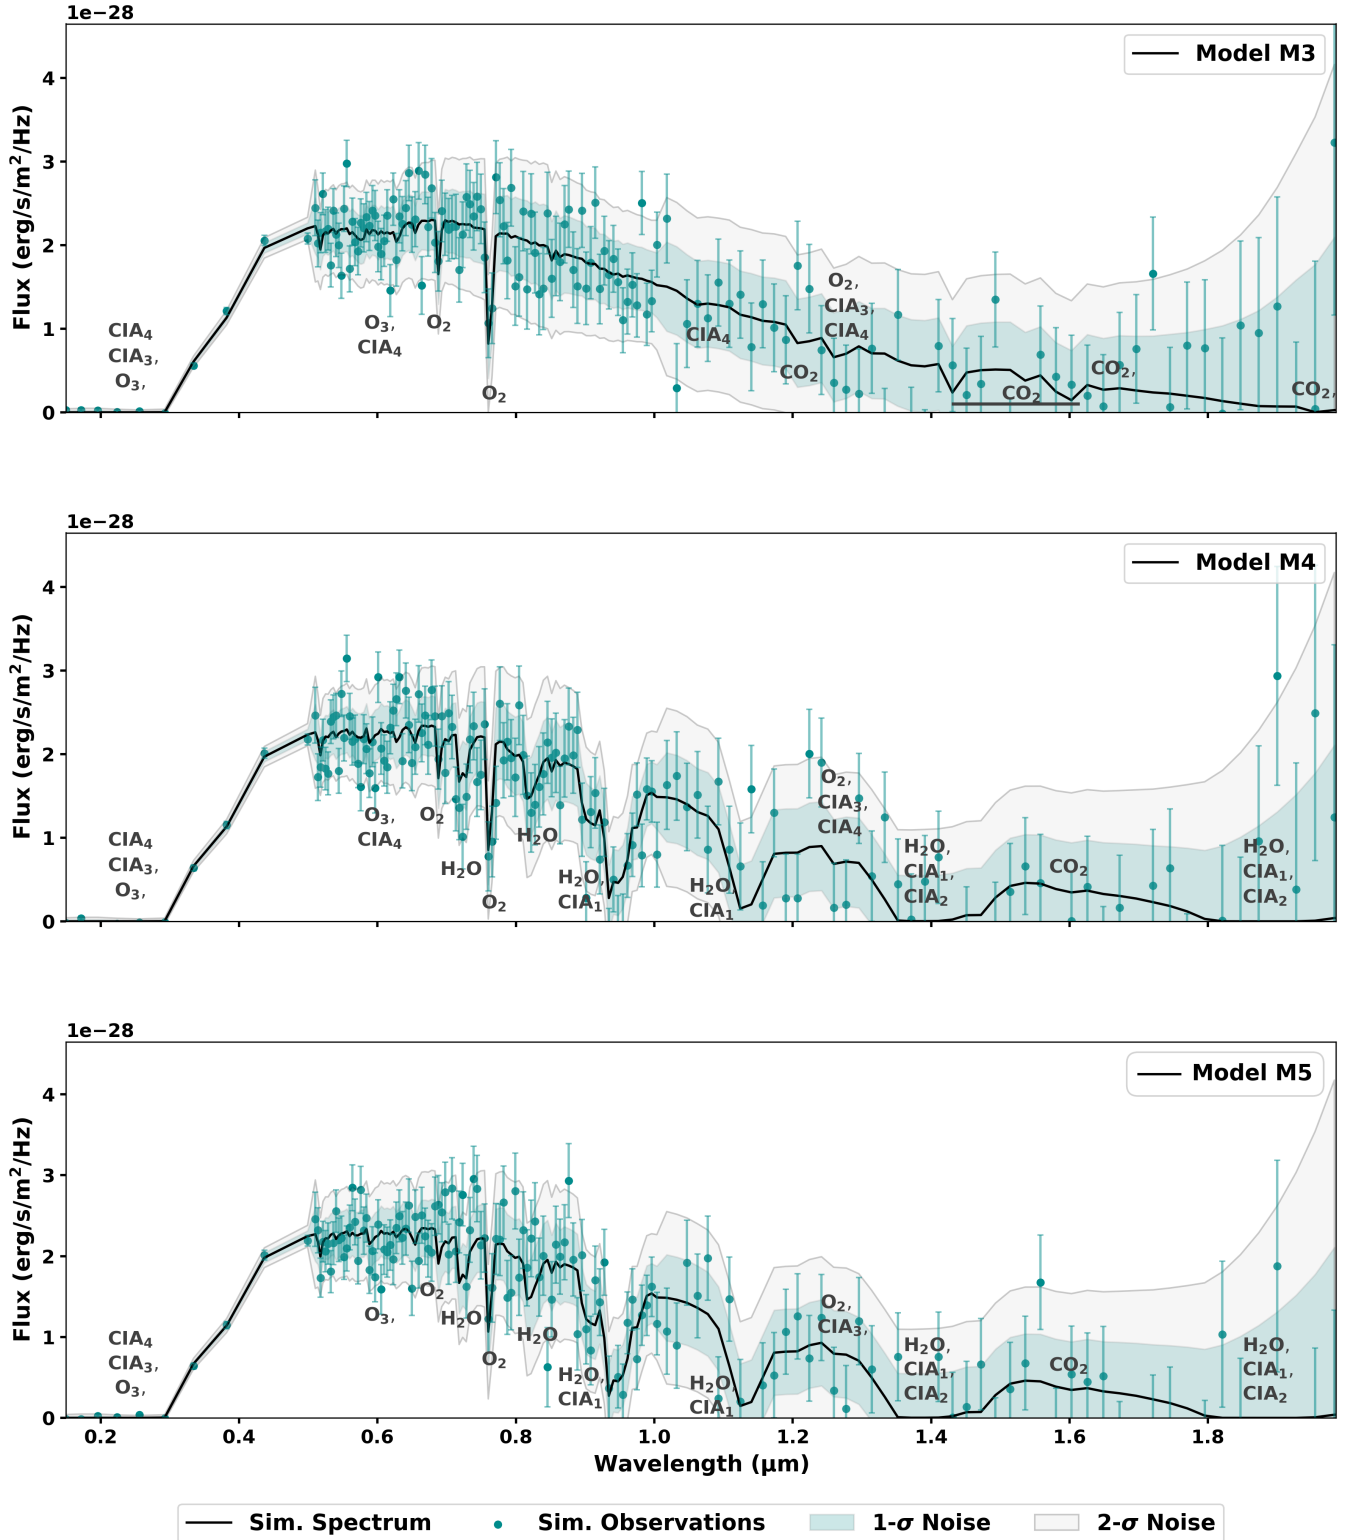 1e−28
Model M3
Flux (erg/s/m²/Hz)
4
3
2
1
0
CIA₄
CIA₃,
O₃,
O₃,
CIA₄
O₂
O₂
CIA₄
CO₂
O₂,
CIA₃,
CIA₄
CO₂
CO₂,
CO₂,
1e−28
Model M4
Flux (erg/s/m²/Hz)
4
3
2
1
0
CIA₄
CIA₃,
O₃,
O₃,
CIA₄
O₂
H₂O
O₂
H₂O
H₂O,
CIA₁
H₂O,
CIA₁
O₂,
CIA₃,
CIA₄
H₂O,
CIA₁,
CIA₂
CO₂
H₂O,
CIA₁,
CIA₂
1e−28
Model M5
Flux (erg/s/m²/Hz)
4
3
2
1
0
CIA₄
CIA₃,
O₃,
O₃,
O₂
H₂O
O₂
H₂O
H₂O,
CIA₁
H₂O,
CIA₁
O₂,
CIA₃,
H₂O,
CIA₁,
CIA₂
CO₂
H₂O,
CIA₁,
CIA₂
0.2 0.4 0.6 0.8 1.0 1.2 1.4 1.6 1.8
Wavelength (μm)
Sim. Spectrum Sim. Observations 1-σ Noise 2-σ Noise